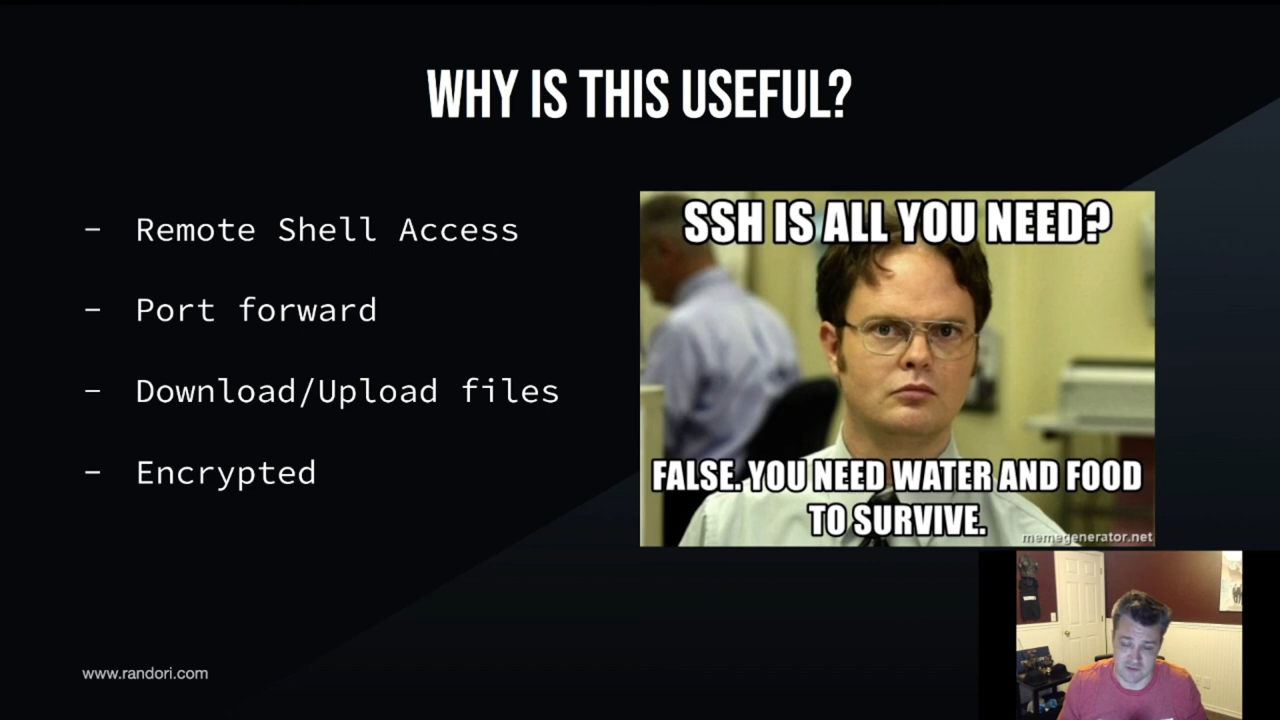 WHY IS THIS USEFUL?
- Remote Shell Access
- Port forward
- Download/Upload files
- Encrypted
SSH IS ALL YOU NEED?
FALSE. YOU NEED WATER AND FOOD
TO SURVIVE.
memegenerator.net
www.randori.com